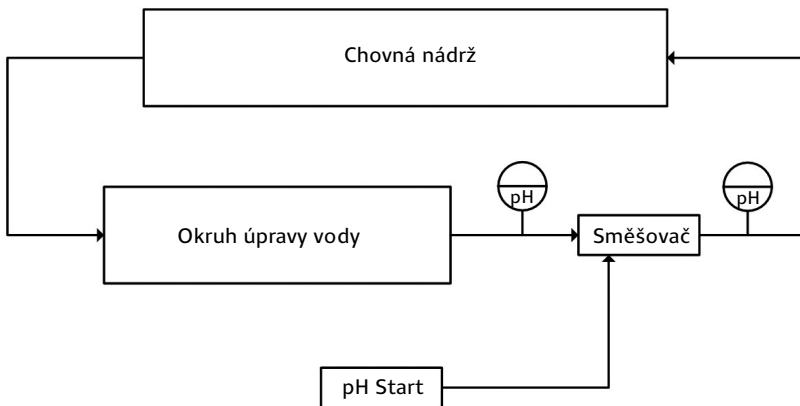 Chovná nádrž
pH
pH
Okruh úpravy vody
Směšovač
pH Start